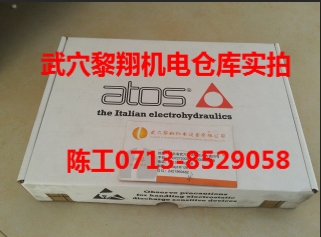 武穴黎翔机电仓库实拍
atos
the Italian electrohydraulics
陈工0713-8529058
Observe precautions
for handling electrostatic
discharge sensitive devices